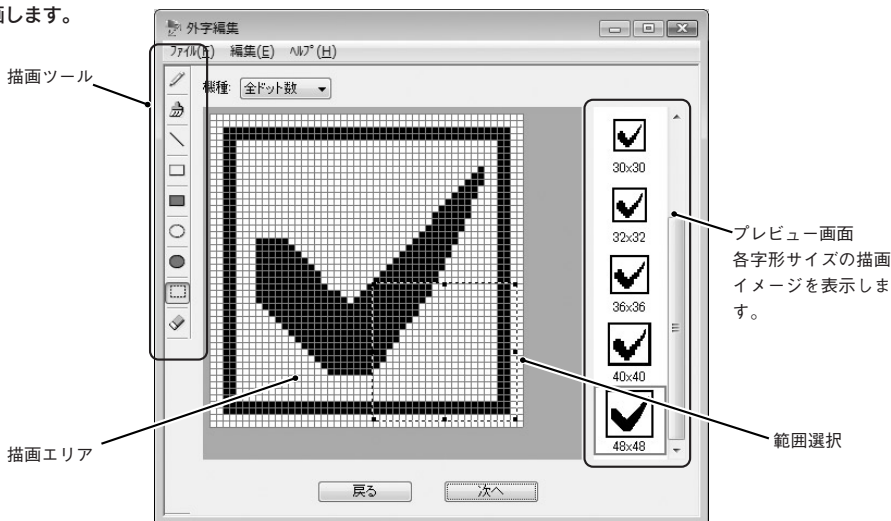 画します。
外字編集
ファイル(F) 編集(E) ヘルプ(H)
描画ツール
機種: 全ドット数
30x30
32x32
36x36
40x40
48x48
プレビュー画面
各字形サイズの描画
イメージを表示しま
す。
描画エリア
範囲選択
戻る
次へ